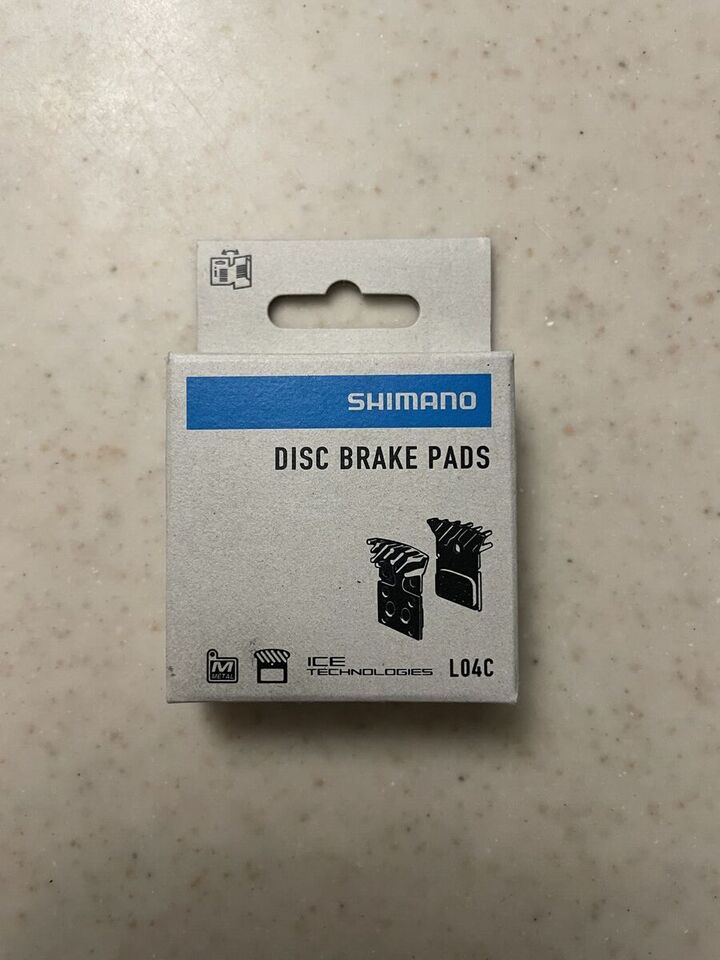 SHIMANO
DISC BRAKE PADS
M
METAL
ICE
TECHNOLOGIES
L04C